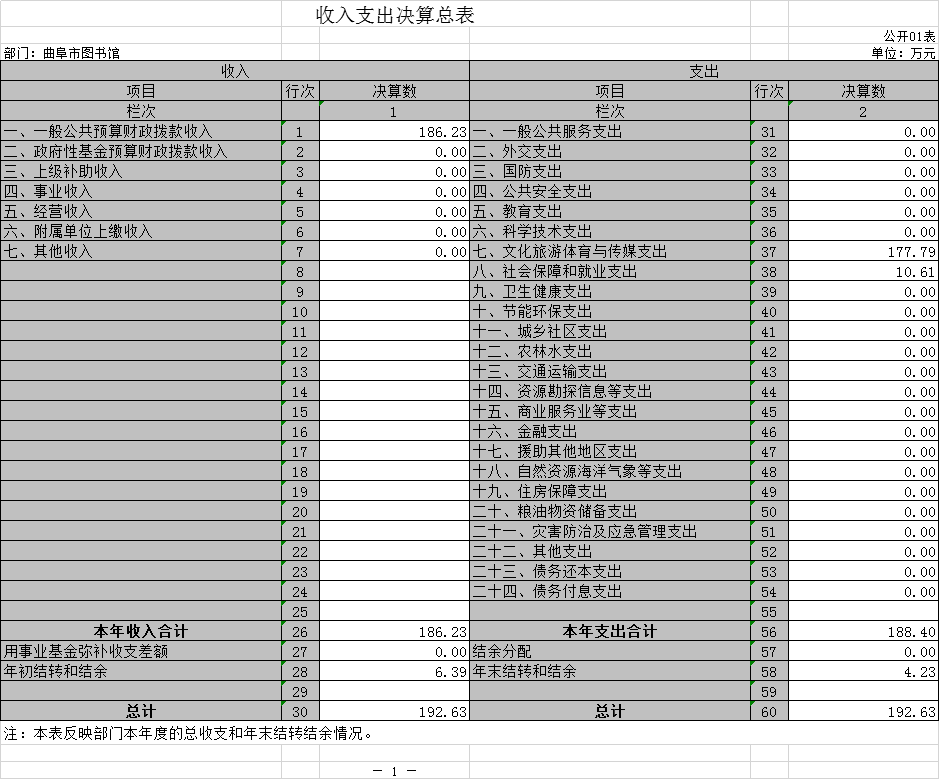 收入支出决算总表
公开01表
部门：曲阜市图书馆 单位：万元
收入 支出
项目 行次 决算数 项目 行次 决算数
栏次 1 栏次 2
一、一般公共预算财政拨款收入 1 186.23 一、一般公共服务支出 31 0.00
二、政府性基金预算财政拨款收入 2 0.00 二、外交支出 32 0.00
三、上级补助收入 3 0.00 三、国防支出 33 0.00
四、事业收入 4 0.00 四、公共安全支出 34 0.00
五、经营收入 5 0.00 五、教育支出 35 0.00
六、附属单位上缴收入 6 0.00 六、科学技术支出 36 0.00
七、其他收入 7 0.00 七、文化旅游体育与传媒支出 37 177.79
8 八、社会保障和就业支出 38 10.61
9 九、卫生健康支出 39 0.00
10 十、节能环保支出 40 0.00
11 十一、城乡社区支出 41 0.00
12 十二、农林水支出 42 0.00
13 十三、交通运输支出 43 0.00
14 十四、资源勘探信息等支出 44 0.00
15 十五、商业服务业等支出 45 0.00
16 十六、金融支出 46 0.00
17 十七、援助其他地区支出 47 0.00
18 十八、自然资源海洋气象等支出 48 0.00
19 十九、住房保障支出 49 0.00
20 二十、粮油物资储备支出 50 0.00
21 二十一、灾害防治及应急管理支出 51 0.00
22 二十二、其他支出 52 0.00
23 二十三、债务还本支出 53 0.00
24 二十四、债务付息支出 54 0.00
25 55
本年收入合计 26 186.23 本年支出合计 56 188.40
用事业基金弥补收支差额 27 0.00 结余分配 57 0.00
年初结转和结余 28 6.39 年末结转和结余 58 4.23
29 59
总计 30 192.63 总计 60 192.63
注：本表反映部门本年度的总收支和年末结转结余情况。
— 1 —